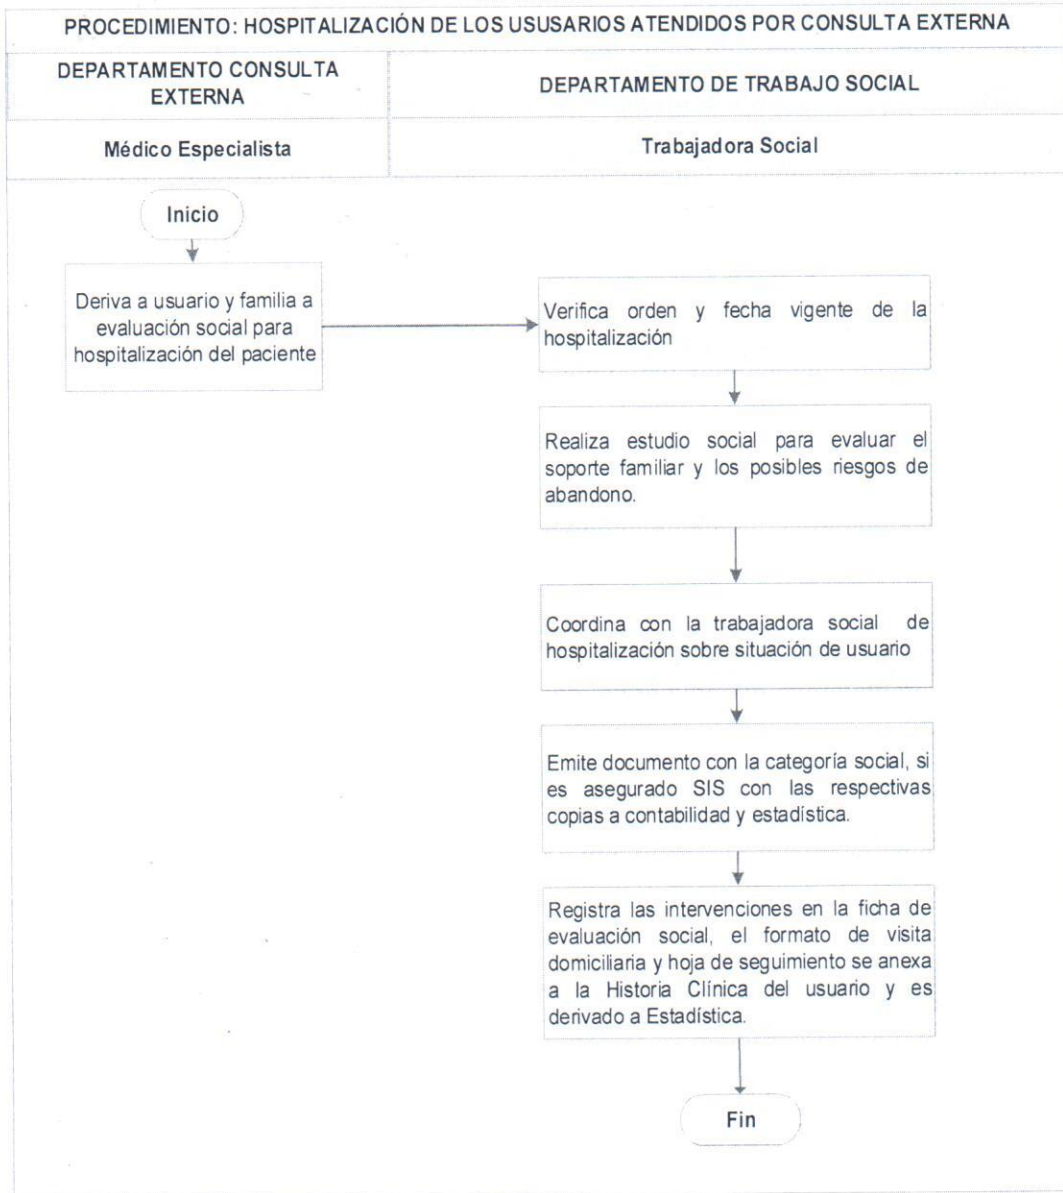 PROCEDIMIENTO: HOSPITALIZACIÓN DE LOS USUSARIOS ATENDIDOS POR CONSULTA EXTERNA
DEPARTAMENTO CONSULTA
EXTERNA
DEPARTAMENTO DE TRABAJO SOCIAL
Médico Especialista
Trabajadora Social
Inicio
Deriva a usuario y familia a
evaluación social para
hospitalización del paciente
Verifica orden y fecha vigente de la
hospitalización
Realiza estudio social para evaluar el
soporte familiar y los posibles riesgos de
abandono.
Coordina con la trabajadora social de
hospitalización sobre situación de usuario
Emite documento con la categoría social, si
es asegurado SIS con las respectivas
copias a contabilidad y estadística.
Registra las intervenciones en la ficha de
evaluación social, el formato de visita
domiciliaria y hoja de seguimiento se anexa
a la Historia Clínica del usuario y es
derivado a Estadística.
Fin